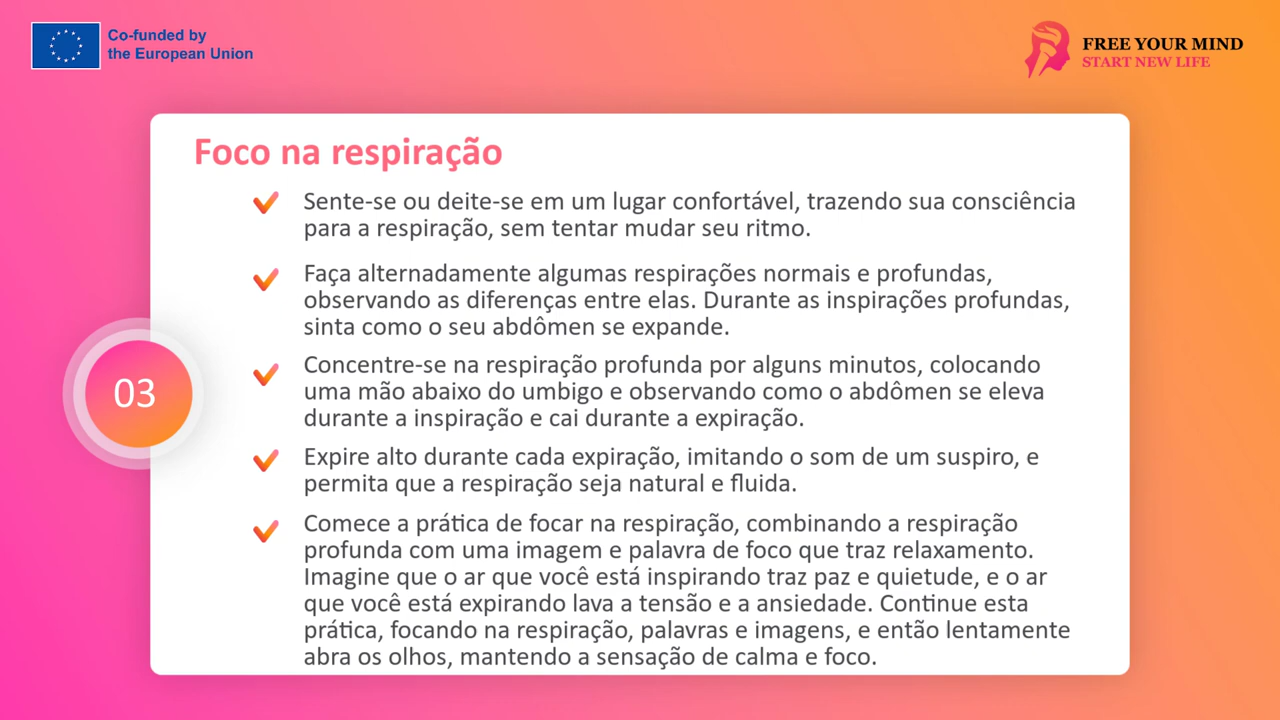 Co-funded by
the European Union
FREE YOUR MIND
START NEW LIFE
Foco na respiração
Sente-se ou deite-se em um lugar confortável, trazendo sua consciência
para a respiração, sem tentar mudar seu ritmo.
Faça alternadamente algumas respirações normais e profundas,
observando as diferenças entre elas. Durante as inspirações profundas,
sinta como o seu abdômen se expande.
03
Concentre-se na respiração profunda por alguns minutos, colocando
uma mão abaixo do umbigo e observando como o abdômen se eleva
durante a inspiração e cai durante a expiração.
Expire alto durante cada expiração, imitando o som de um suspiro, e
permita que a respiração seja natural e fluida.
Comece a prática de focar na respiração, combinando a respiração
profunda com uma imagem e palavra de foco que traz relaxamento.
Imagine que o ar que você está inspirando traz paz e quietude, e o ar
que você está expirando lava a tensão e a ansiedade. Continue esta
prática, focando na respiração, palavras e imagens, e então lentamente
abra os olhos, mantendo a sensação de calma e foco.